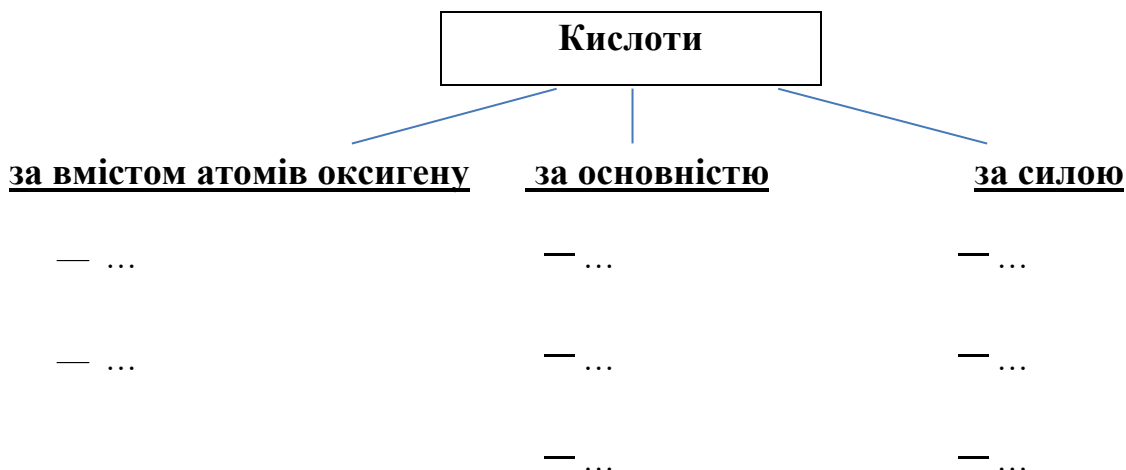 Кислоти
за вмістом атомів оксигену за основністю за силою
— … — … — …
— … — … — …
— … — …